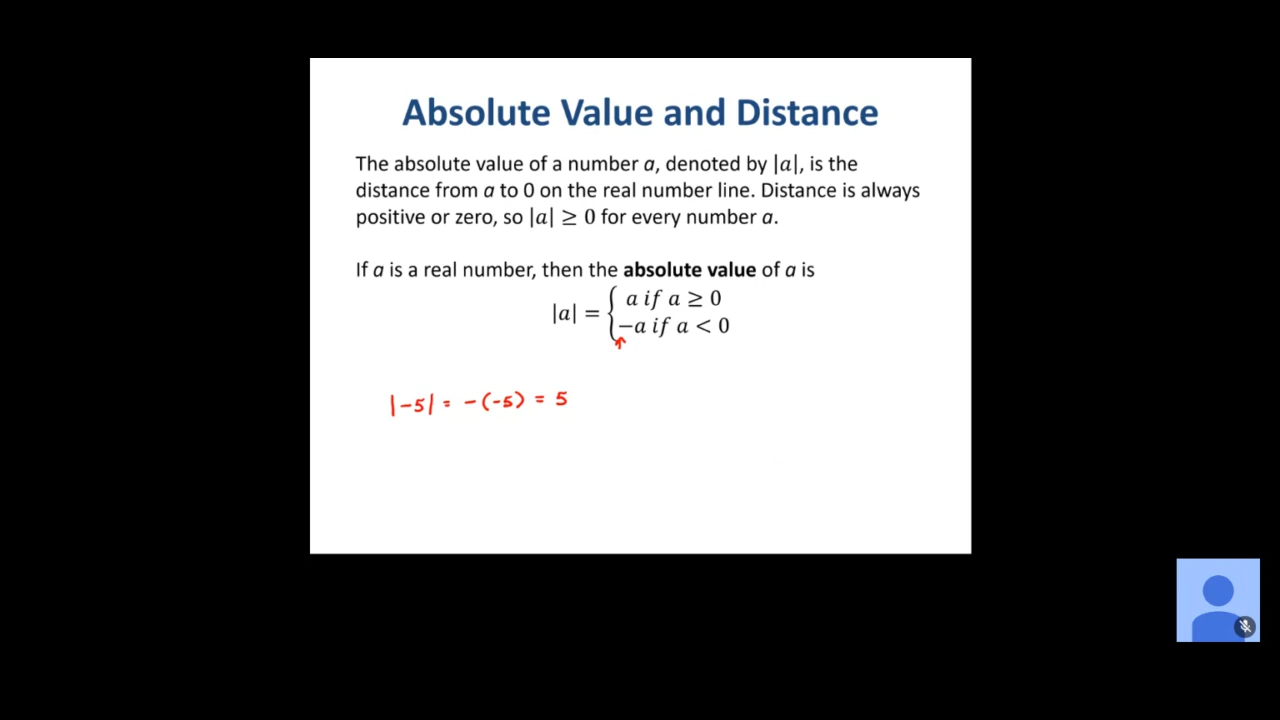 Absolute Value and Distance
The absolute value of a number a, denoted by |a|, is the
distance from a to 0 on the real number line. Distance is always
positive or zero, so |a| ≥ 0 for every number a.
If a is a real number, then the absolute value of a is
|a| = { a if a ≥ 0
−a if a < 0
|-5| = -(-5) = 5